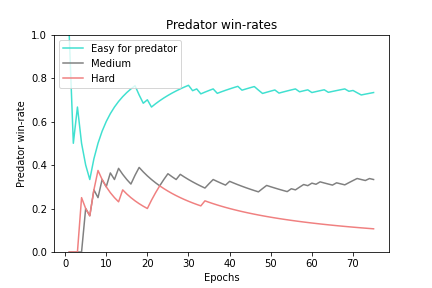 Predator win-rates
Easy for predator
Medium
Hard
Predator win-rate
1.0
0.8
0.6
0.4
0.2
0.0
0 10 20 30 40 50 60 70
Epochs